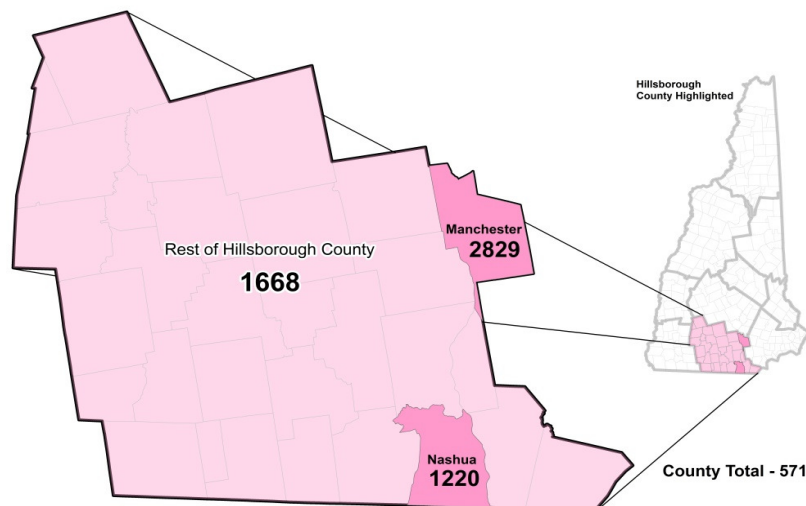 Hillsborough
County Highlighted
Manchester
2829
Rest of Hillsborough County
1668
Nashua
1220
County Total - 571